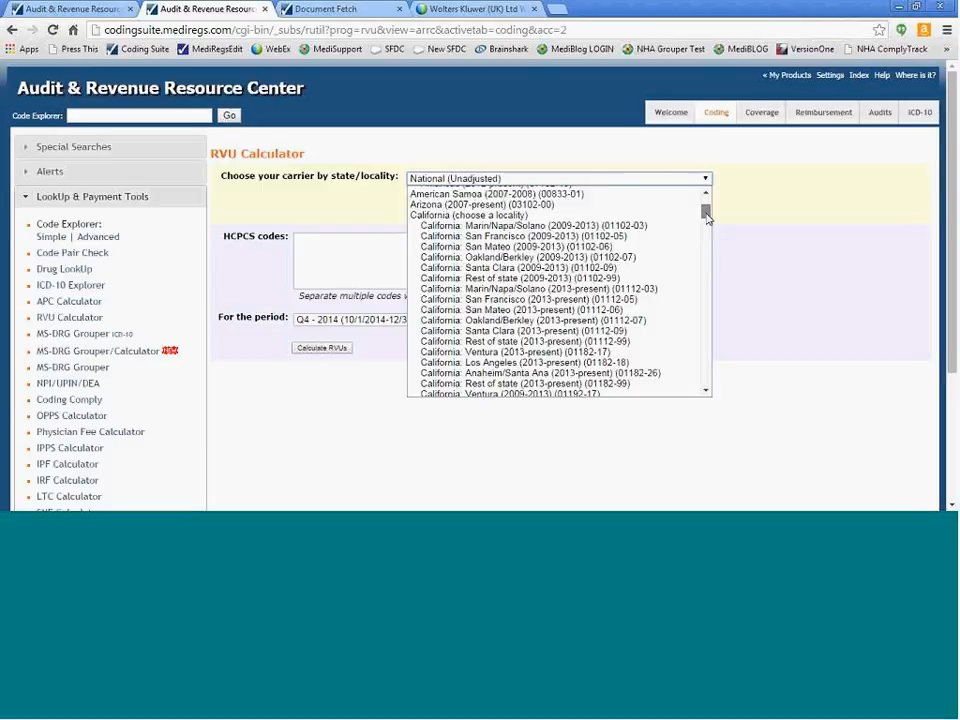 Audit & Revenue Resourc
Audit & Revenue Resourc
Document Fetch
Wolters Kluwer (UK) Ltd W
codingsuite.mediregs.com/cgi-bin/_subs/rutil?prog=rvu&view=arrc&activetab=coding&acc=2
Apps Press This Coding Suite MediRegsEdit WebEx MediSupport SFDC New SFDC Brainshark MediBlog LOGIN NHA Grouper Test MediBLOG VersionOne NHA ComplyTrack »
« My Products Settings Index Help Where is it?
Audit & Revenue Resource Center
Code Explorer: Go
Welcome Coding Coverage Reimbursement Audits ICD-10
Special Searches
Alerts
LookUp & Payment Tools
Code Explorer:
Simple | Advanced
Code Pair Check
Drug LookUp
ICD-10 Explorer
APC Calculator
RVU Calculator
MS-DRG Grouper ICD-10
MS-DRG Grouper/Calculator
MS-DRG Grouper
NPI/UPIN/DEA
Coding Comply
OPPS Calculator
Physician Fee Calculator
IPPS Calculator
IPF Calculator
IRF Calculator
LTC Calculator
RVU Calculator
Choose your carrier by state/locality: National (Unadjusted)
American Samoa (2007-2008) (00833-01)
Arizona (2007-present) (03102-00)
California (choose a locality)
California: Marin/Napa/Solano (2009-2013) (01102-03)
California: San Francisco (2009-2013) (01102-05)
California: San Mateo (2009-2013) (01102-06)
California: Oakland/Berkley (2009-2013) (01102-07)
California: Santa Clara (2009-2013) (01102-09)
California: Rest of state (2009-2013) (01102-99)
California: Marin/Napa/Solano (2013-present) (01112-03)
California: San Francisco (2013-present) (01112-05)
California: San Mateo (2013-present) (01112-06)
California: Oakland/Berkley (2013-present) (01112-07)
California: Santa Clara (2013-present) (01112-09)
California: Rest of state (2013-present) (01112-99)
California: Ventura (2013-present) (01182-17)
California: Los Angeles (2013-present) (01182-18)
California: Anaheim/Santa Ana (2013-present) (01182-26)
California: Rest of state (2013-present) (01182-99)
California: Ventura (2009-2013) (01192-17)
HCPCS codes:
Separate multiple codes
For the period: Q4 - 2014 (10/1/2014-12/3
Calculate RVUs